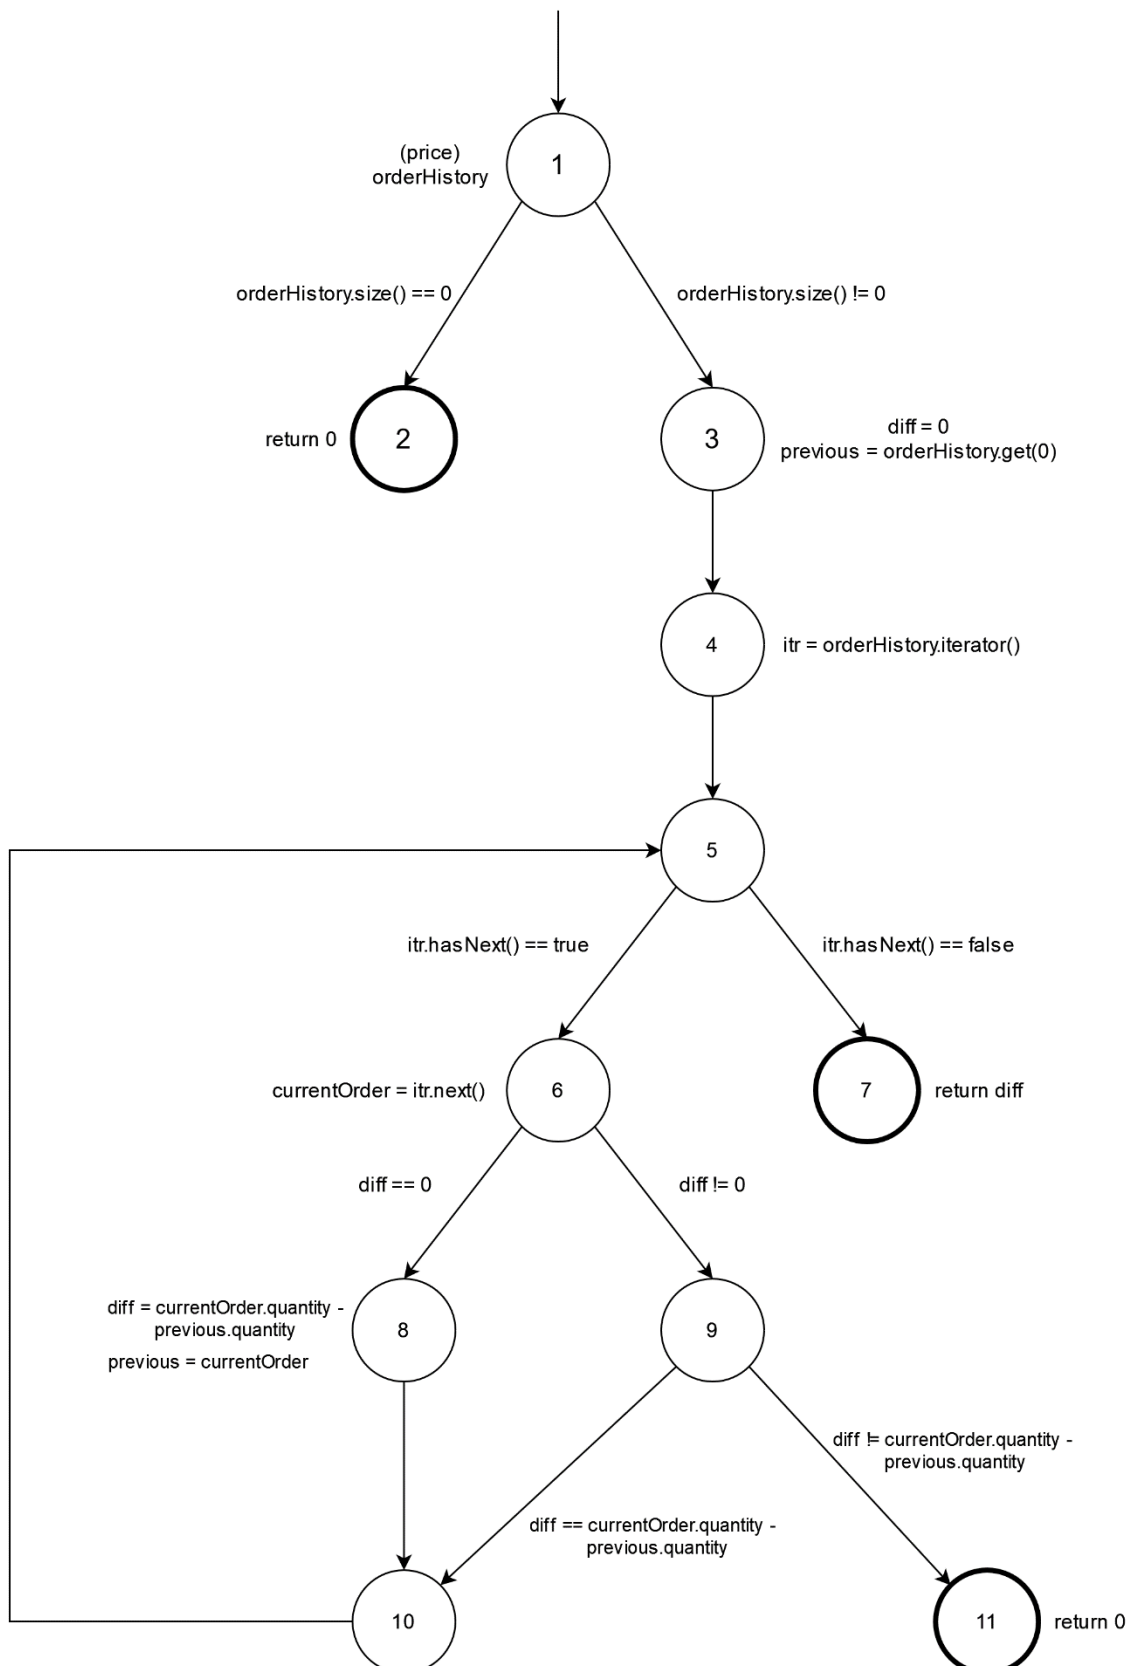 (price)
orderHistory
1
orderHistory.size() == 0
orderHistory.size() != 0
return 0
2
3
diff = 0
previous = orderHistory.get(0)
4
itr = orderHistory.iterator()
5
itr.hasNext() == true
itr.hasNext() == false
currentOrder = itr.next()
6
7
return diff
diff == 0
diff != 0
diff = currentOrder.quantity -
previous.quantity
previous = currentOrder
8
9
diff != currentOrder.quantity -
previous.quantity
diff == currentOrder.quantity -
previous.quantity
10
11
return 0